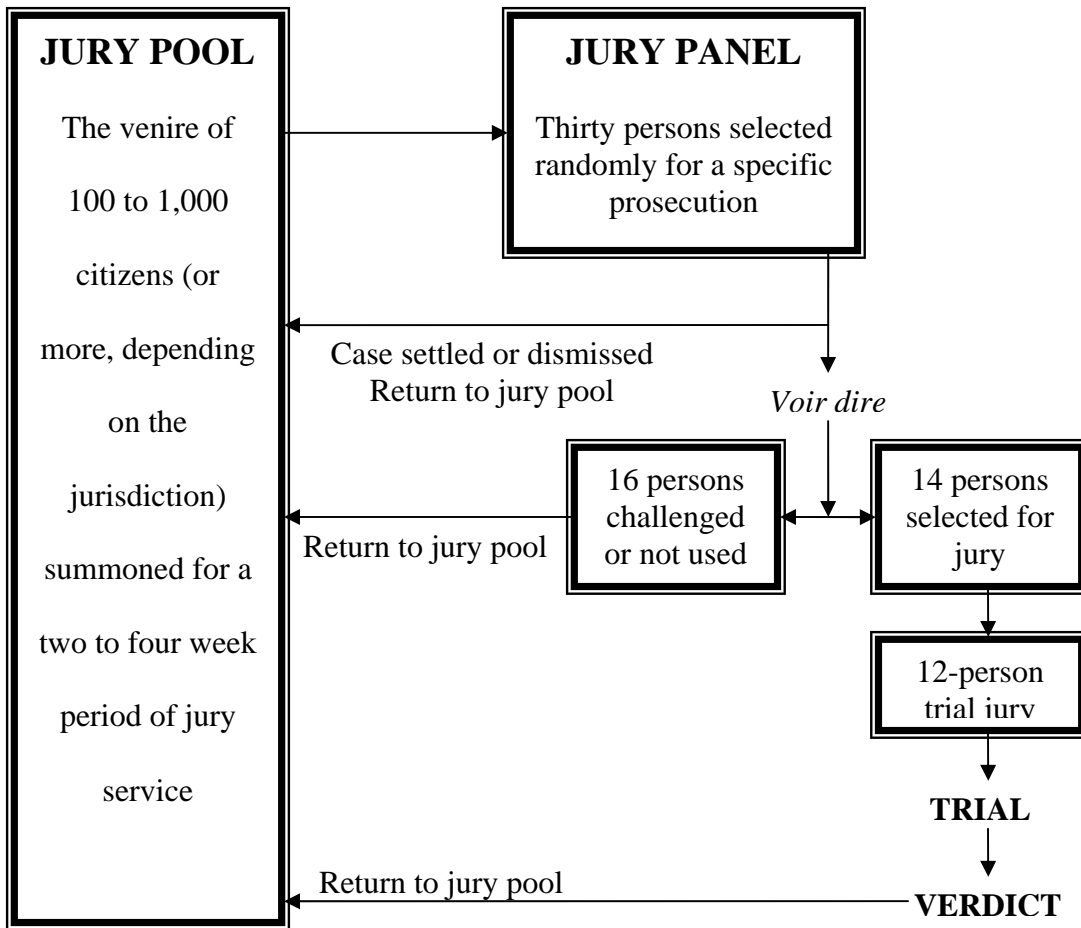 JURY POOL
The venire of
100 to 1,000
citizens (or
more, depending
on the
jurisdiction)
summoned for a
two to four week
period of jury
service
JURY PANEL
Thirty persons selected
randomly for a specific
prosecution
Case settled or dismissed
Return to jury pool
Voir dire
16 persons
challenged
or not used
Return to jury pool
14 persons
selected for
jury
12-person
trial jury
TRIAL
VERDICT
Return to jury pool